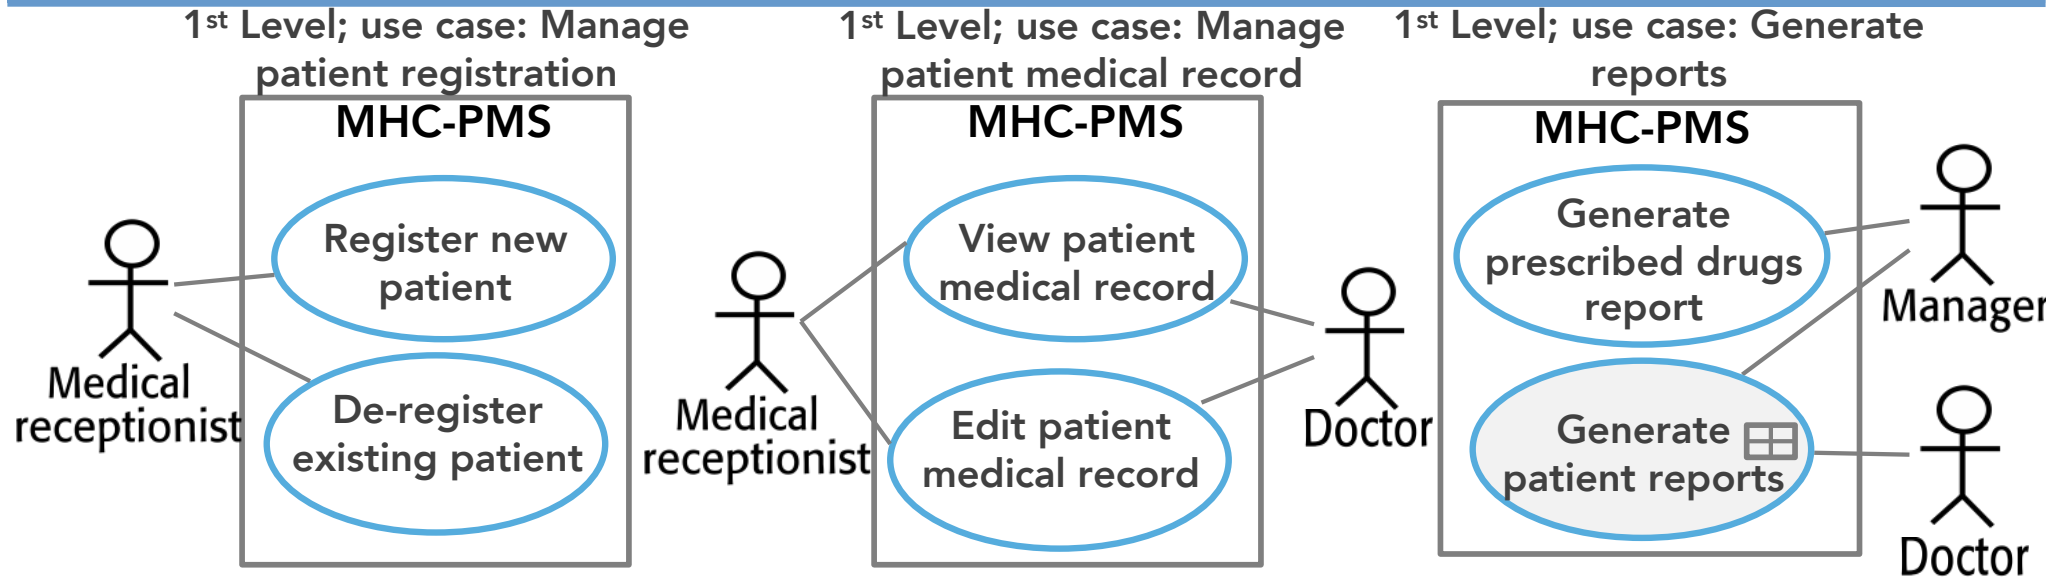 1st Level; use case: Manage
patient registration
MHC-PMS
Register new
patient
De-register
existing patient
Medical
receptionist
1st Level; use case: Manage
patient medical record
MHC-PMS
View patient
medical record
Edit patient
medical record
Medical
receptionist
Doctor
1st Level; use case: Generate
reports
MHC-PMS
Generate
prescribed drugs
report
Generate
patient reports
Manager
Doctor